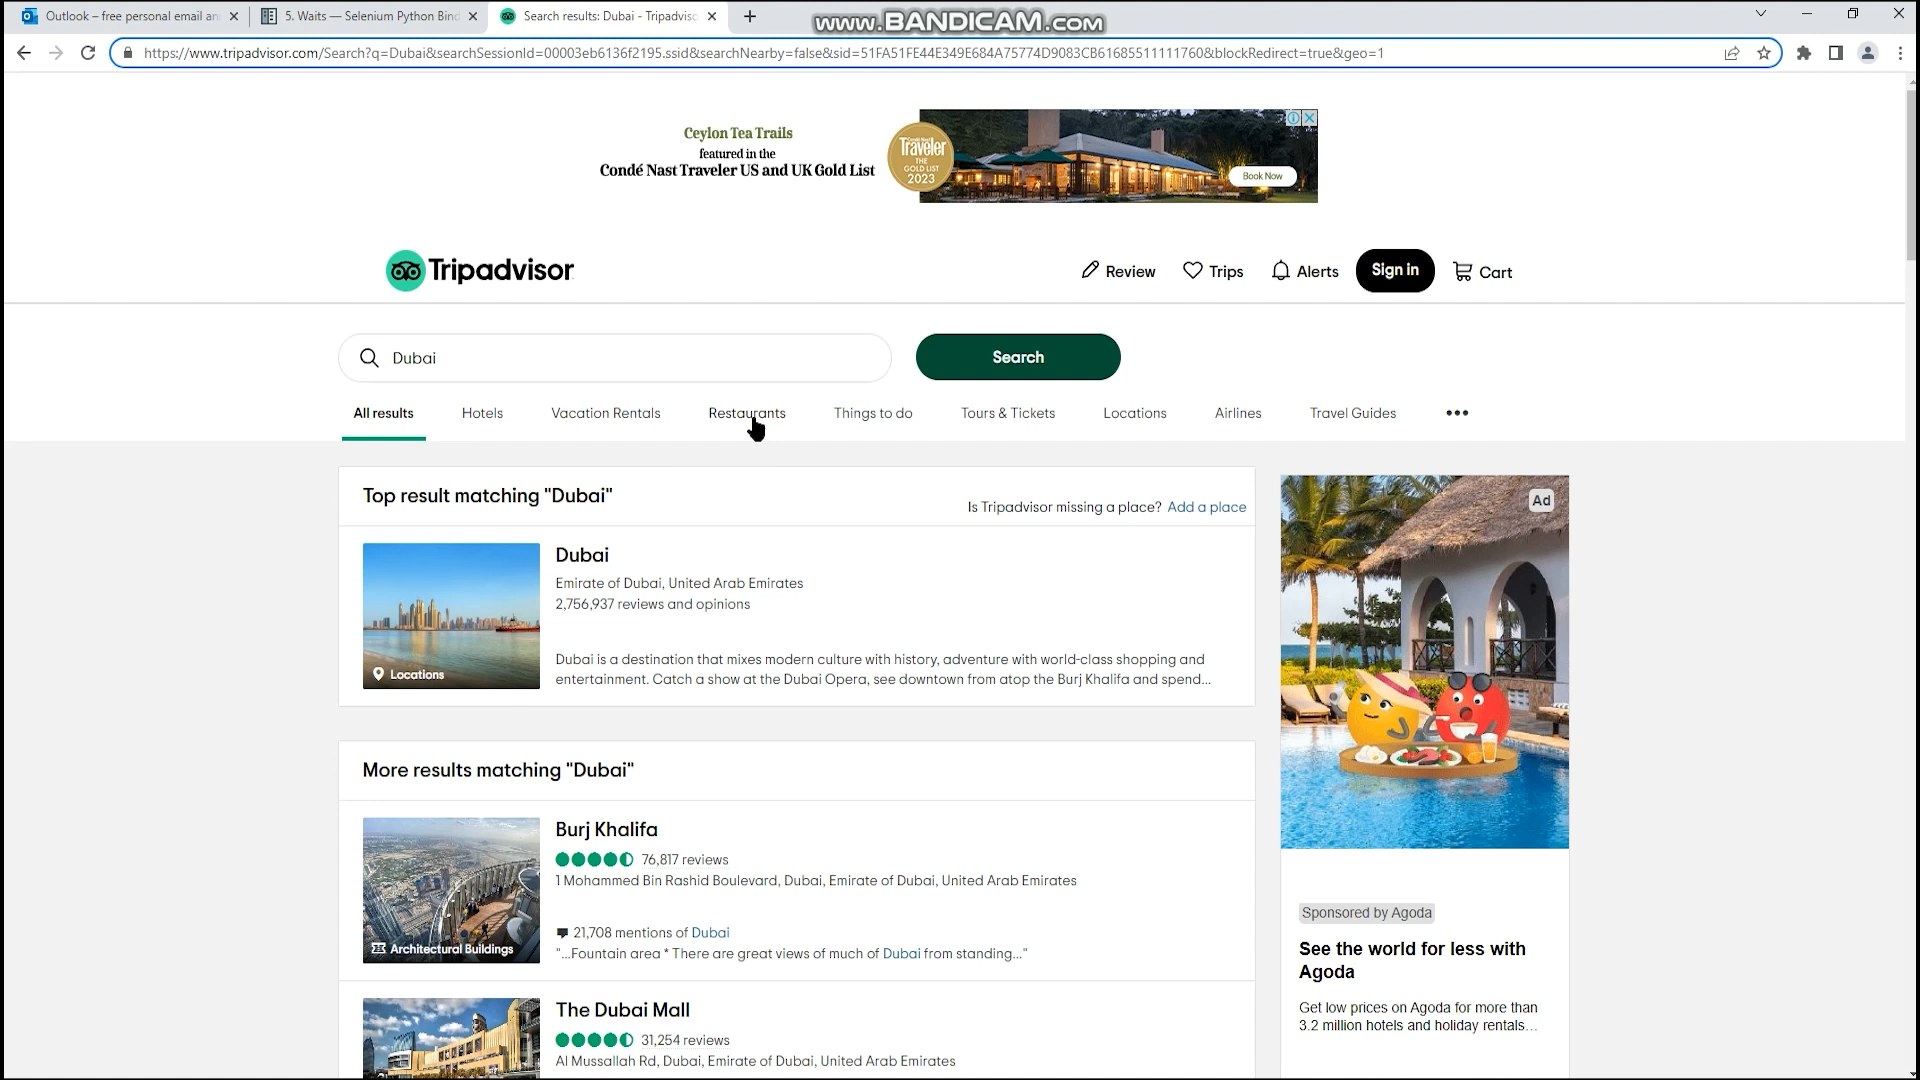 Outlook – free personal email an
5. Waits — Selenium Python Bind
Search results: Dubai - Tripadvisc
www.BANDICAM.com
https://www.tripadvisor.com/Search?q=Dubai&searchSessionId=00003eb6136f2195.ssid&searchNearby=false&sid=51FA51FE44E349E684A75774D9083CB61685511111760&blockRedirect=true&geo=1
Ceylon Tea Trails
featured in the
Condé Nast Traveler US and UK Gold List
Traveler
THE
GOLD LIST
2023
Book Now
Tripadvisor
Review
Trips
Alerts
Sign in
Cart
Dubai
Search
All results
Hotels
Vacation Rentals
Restaurants
Things to do
Tours & Tickets
Locations
Airlines
Travel Guides
Top result matching "Dubai"
Is Tripadvisor missing a place? Add a place
Dubai
Emirate of Dubai, United Arab Emirates
2,756,937 reviews and opinions
Dubai is a destination that mixes modern culture with history, adventure with world-class shopping and
entertainment. Catch a show at the Dubai Opera, see downtown from atop the Burj Khalifa and spend...
Locations
More results matching "Dubai"
Burj Khalifa
76,817 reviews
1 Mohammed Bin Rashid Boulevard, Dubai, Emirate of Dubai, United Arab Emirates
21,708 mentions of Dubai
"...Fountain area * There are great views of much of Dubai from standing..."
Architectural Buildings
The Dubai Mall
31,254 reviews
Al Mussallah Rd, Dubai, Emirate of Dubai, United Arab Emirates
Ad
Sponsored by Agoda
See the world for less with
Agoda
Get low prices on Agoda for more than
3.2 million hotels and holiday rentals...